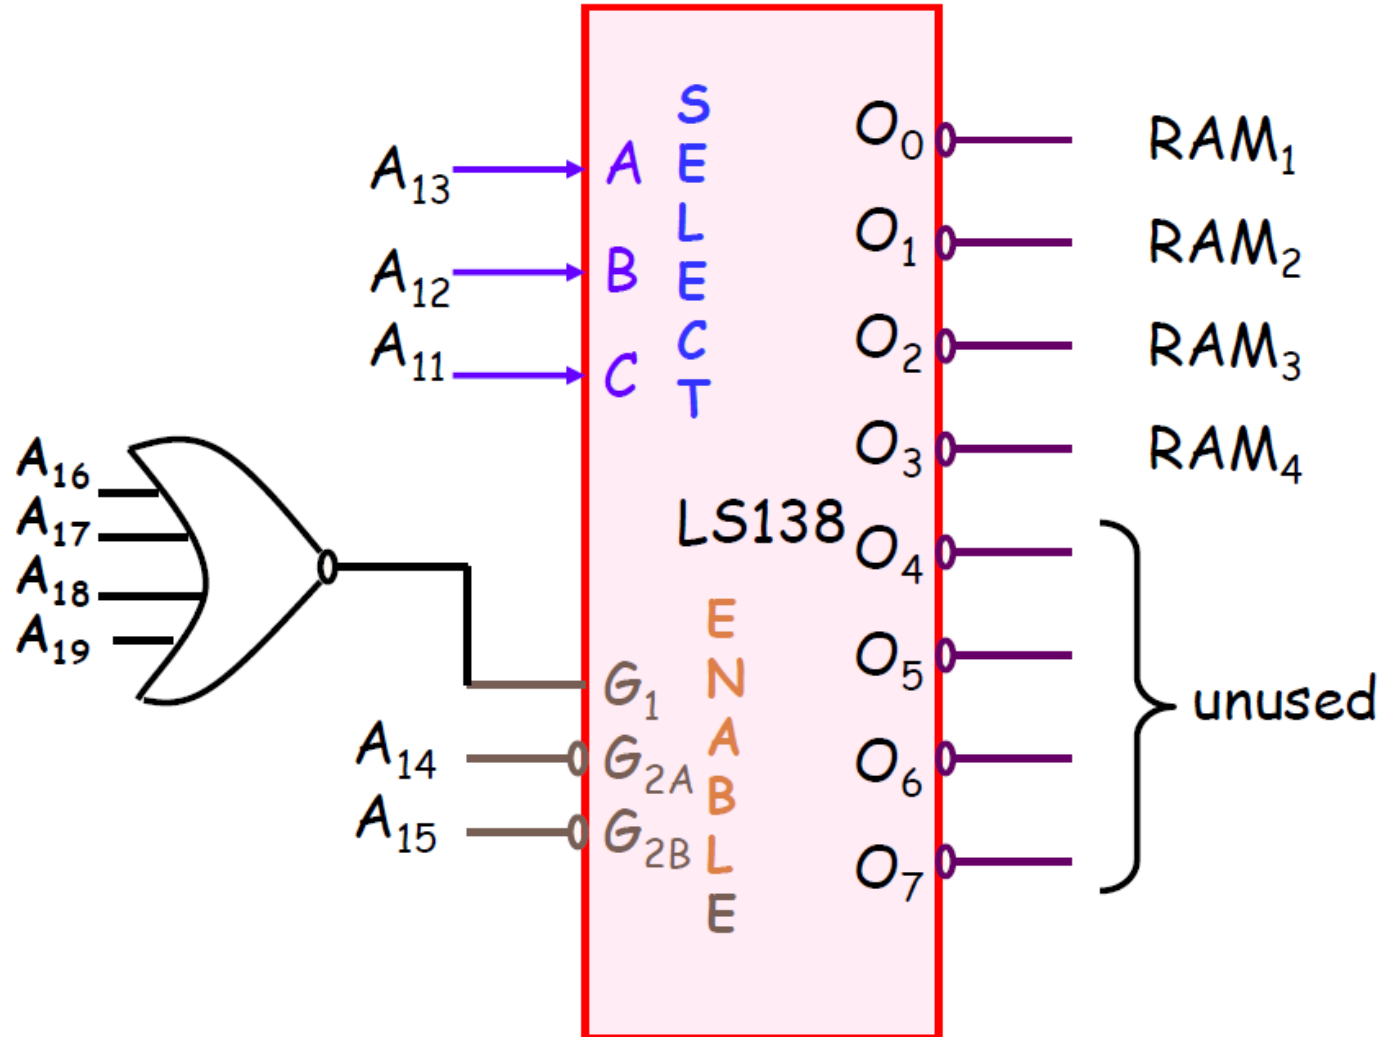 A13
A12
A11
A16
A17
A18
A19
A14
A15
A
B
C
SELECT
LS138
G1
G2A
G2B
ENABLE
O0
O1
O2
O3
O4
O5
O6
O7
RAM1
RAM2
RAM3
RAM4
unused